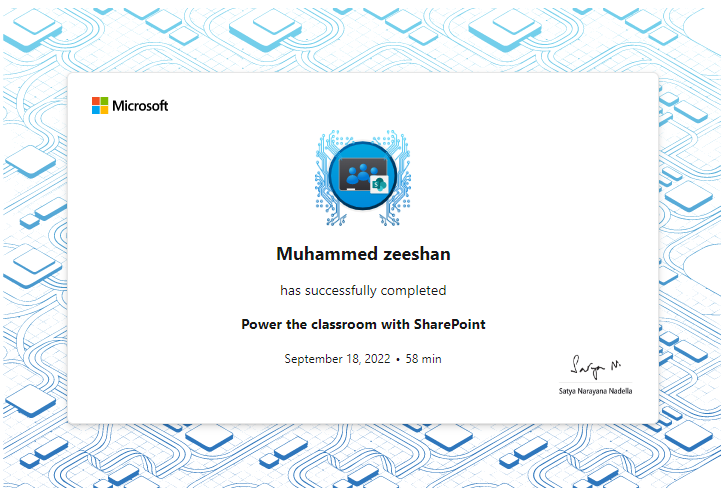 Microsoft
Muhammed zeeshan
has successfully completed
Power the classroom with SharePoint
September 18, 2022 • 58 min
Satya N.
Satya Narayana Nadella